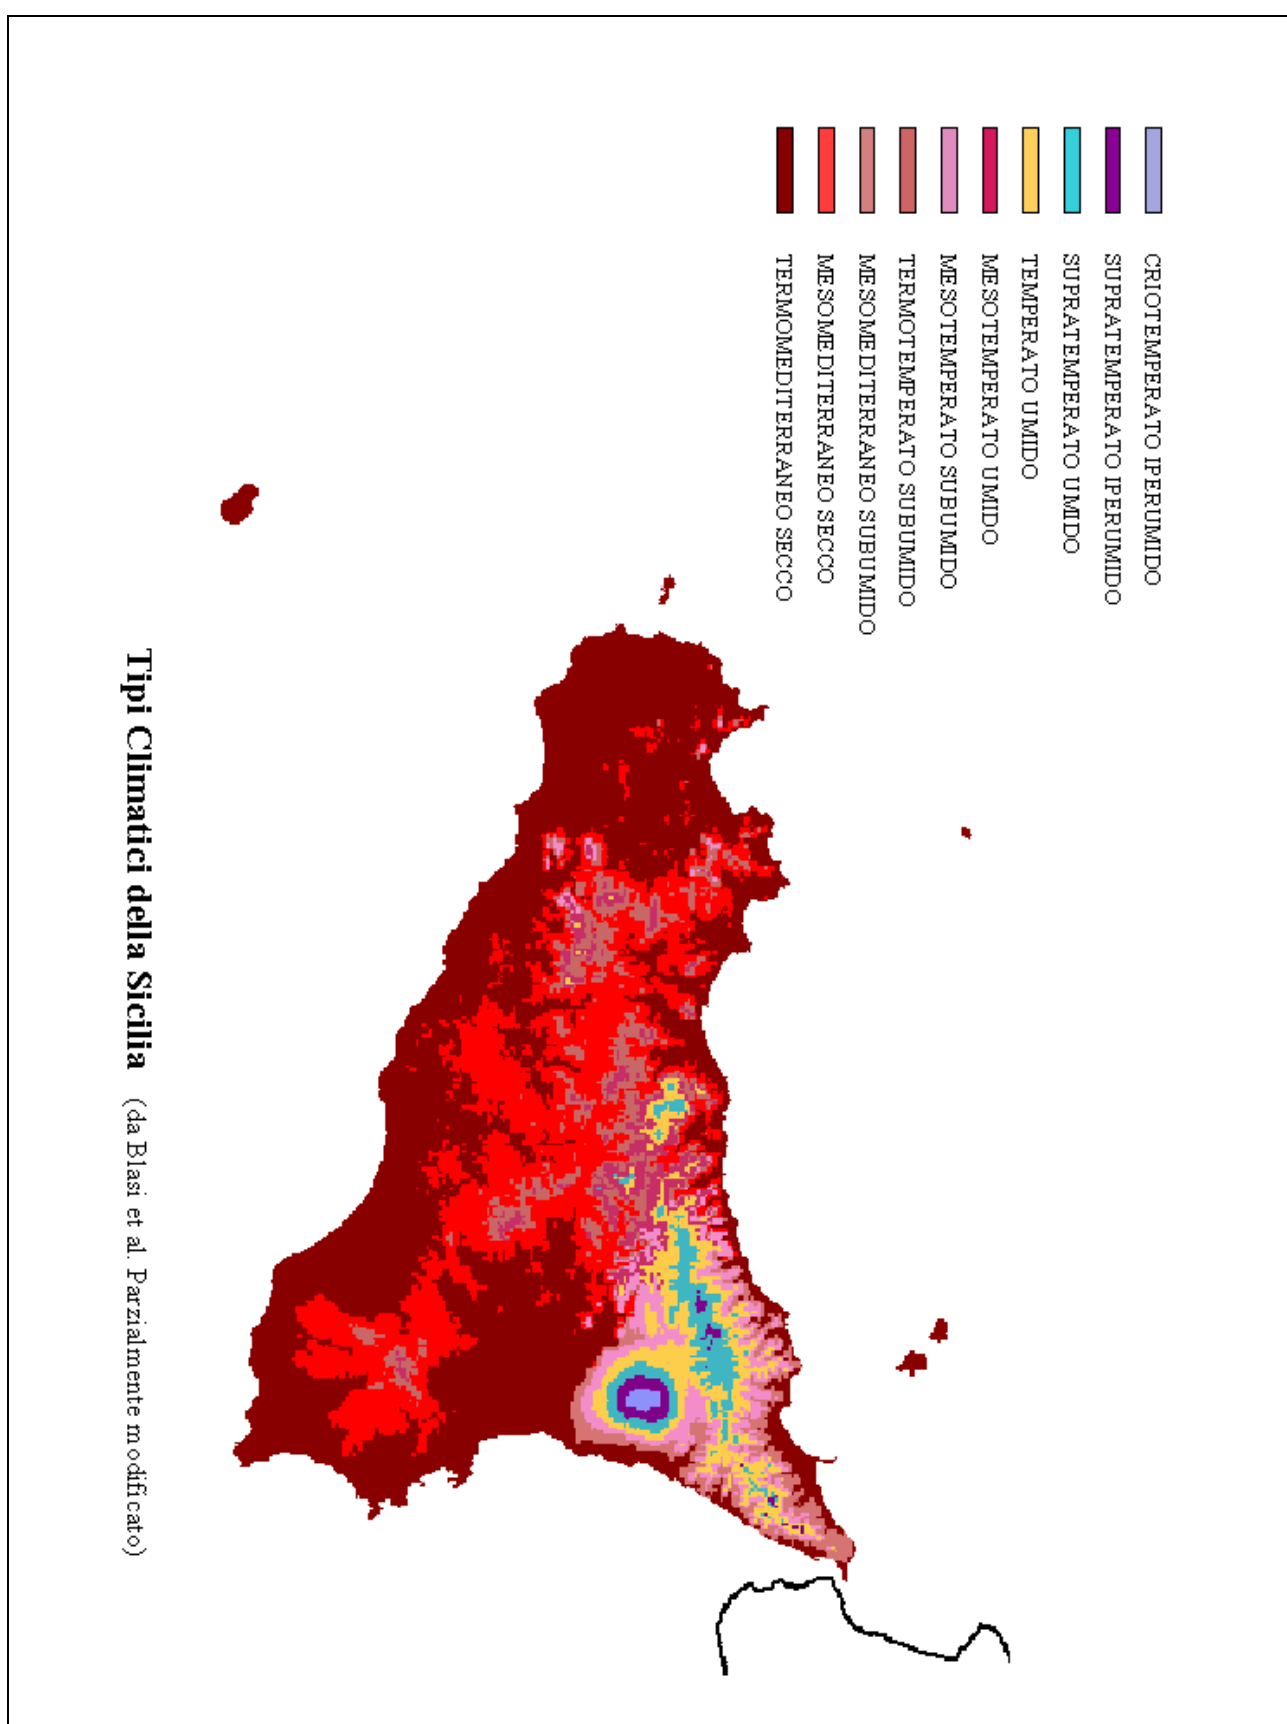 CRIOTEMPERATO IPERUMIDO
SUPRATEMPERATO IPERUMIDO
SUPRATEMPERATO UMIDO
TEMPERATO UMIDO
MESOTEMPERATO UMIDO
MESOTEMPERATO SUBUMIDO
TERMOTEMPERATO SUBUMIDO
MESOMEDITERRANEO SUBUMIDO
MESOMEDITERRANEO SECCO
TERMOMEDITERRANEO SECCO
Tipi Climatici della Sicilia (da Blasi et al. Parzialmente modificato)